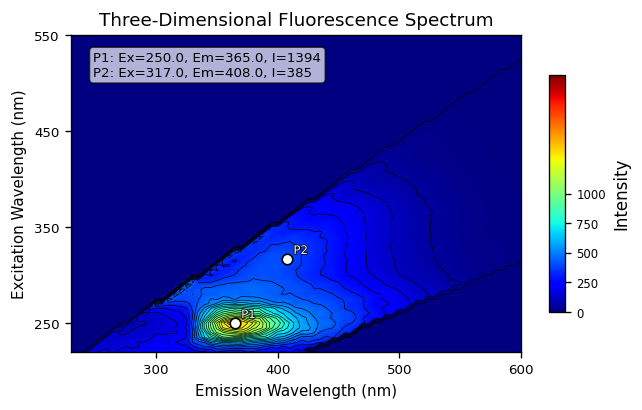 Three-Dimensional Fluorescence Spectrum
P1: Ex=250.0, Em=365.0, I=1394
P2: Ex=317.0, Em=408.0, I=385
550
450
350
250
Excitation Wavelength (nm)
P2
P1
300
400
500
600
Emission Wavelength (nm)
1000
750
500
250
0
Intensity